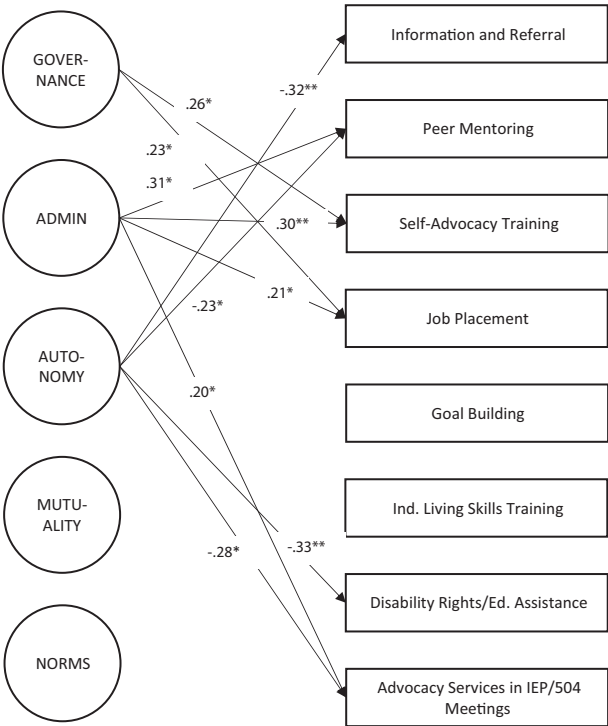 GOVER-
NANCE
ADMIN
AUTO-
NOMY
MUTU-
ALITY
NORMS
-.32**
.26*
.23*
.31*
.30**
.21*
-.23*
.20*
-.33**
-.28*
Information and Referral
Peer Mentoring
Self-Advocacy Training
Job Placement
Goal Building
Ind. Living Skills Training
Disability Rights/Ed. Assistance
Advocacy Services in IEP/504
Meetings